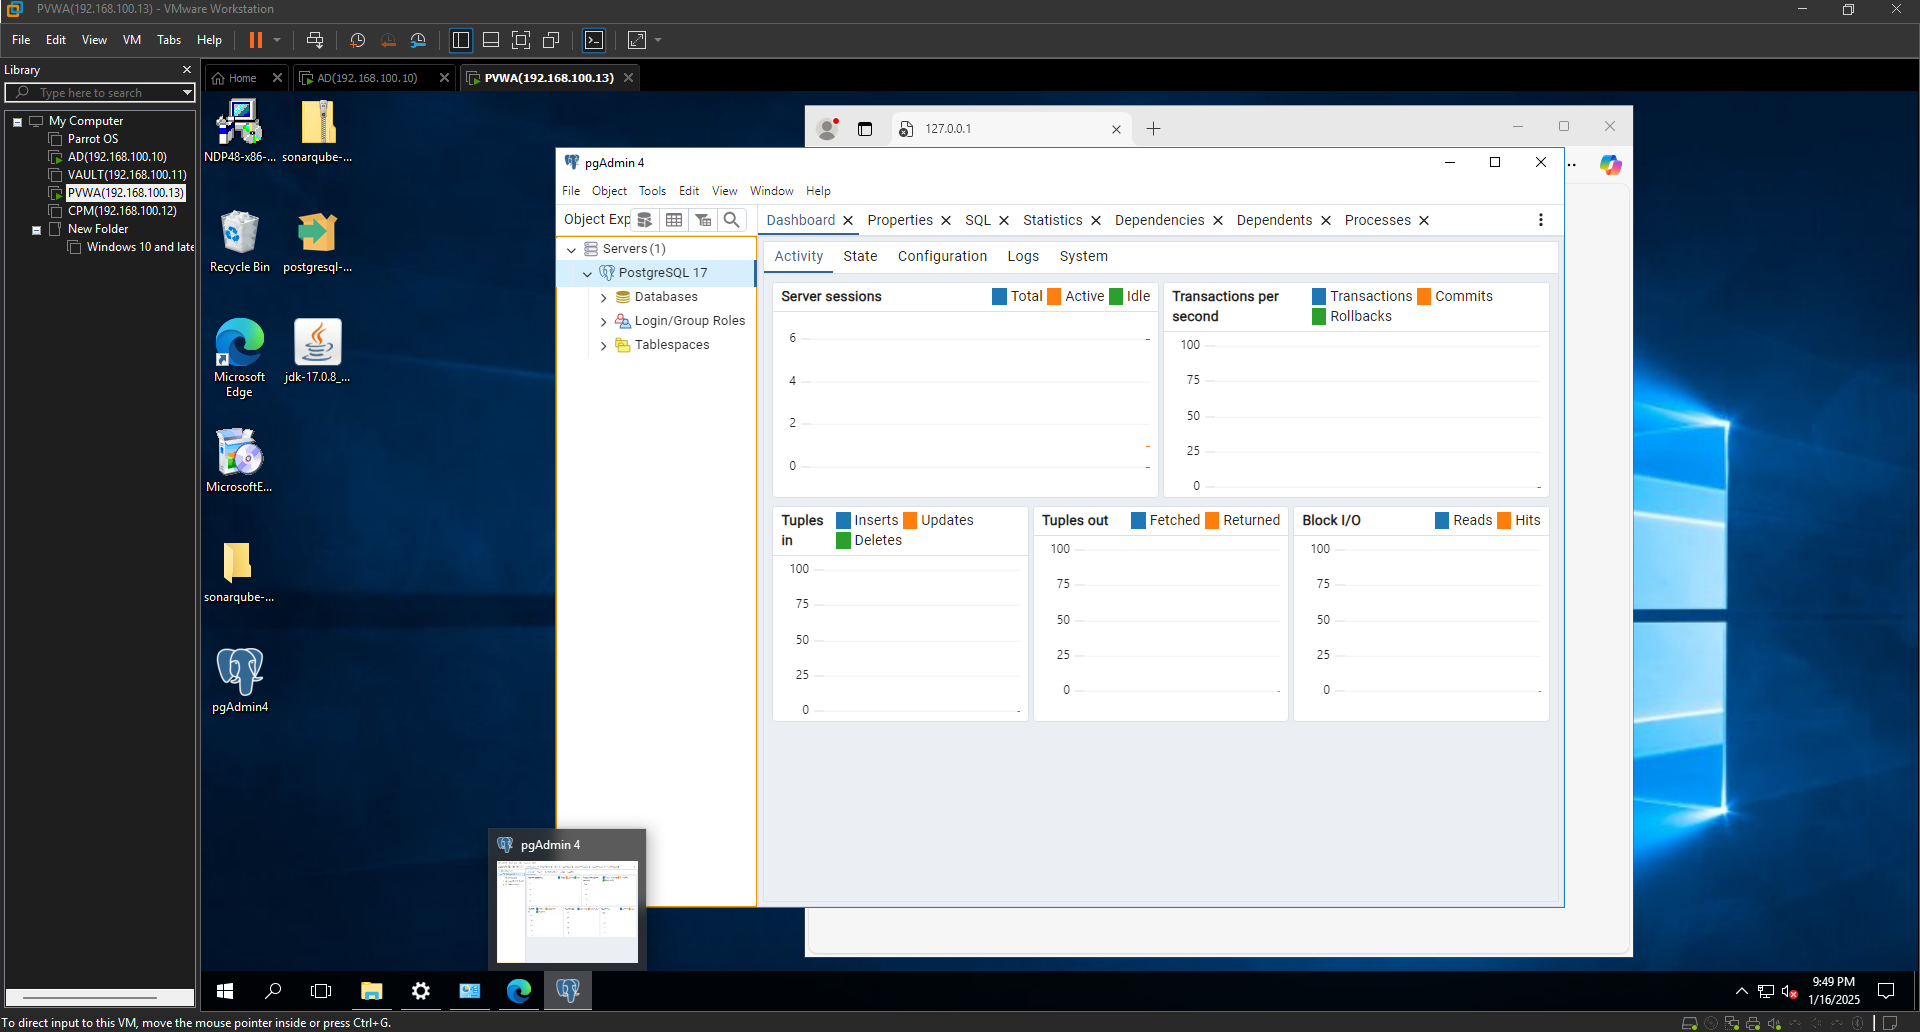 PVWA(192.168.100.13) - VMware Workstation
File Edit View VM Tabs Help
Library
Type here to search
My Computer
Parrot OS
AD(192.168.100.10)
VAULT(192.168.100.11)
PVWA(192.168.100.13)
CPM(192.168.100.12)
New Folder
Windows 10 and late
Home
AD(192.168.100.10)
PVWA(192.168.100.13)
NDP48-x86-...
sonarqube-...
Recycle Bin
postgresql-...
Microsoft
Edge
jdk-17.0.8_...
MicrosoftE...
sonarqube-...
pgAdmin4
127.0.0.1
pgAdmin 4
File Object Tools Edit View Window Help
Object Exp
Dashboard Properties SQL Statistics Dependencies Dependents Processes
Servers (1)
PostgreSQL 17
Databases
Login/Group Roles
Tablespaces
Activity State Configuration Logs System
Server sessions
Total Active Idle
6
4
2
0
Transactions per
second
Transactions Commits
Rollbacks
100
75
50
25
0
Tuples
in
Inserts Updates
Deletes
100
75
50
25
0
Tuples out
Fetched Returned
100
75
50
25
0
Block I/O
Reads Hits
100
75
50
25
0
pgAdmin 4
9:49 PM
1/16/2025
To direct input to this VM, move the mouse pointer inside or press Ctrl+G.